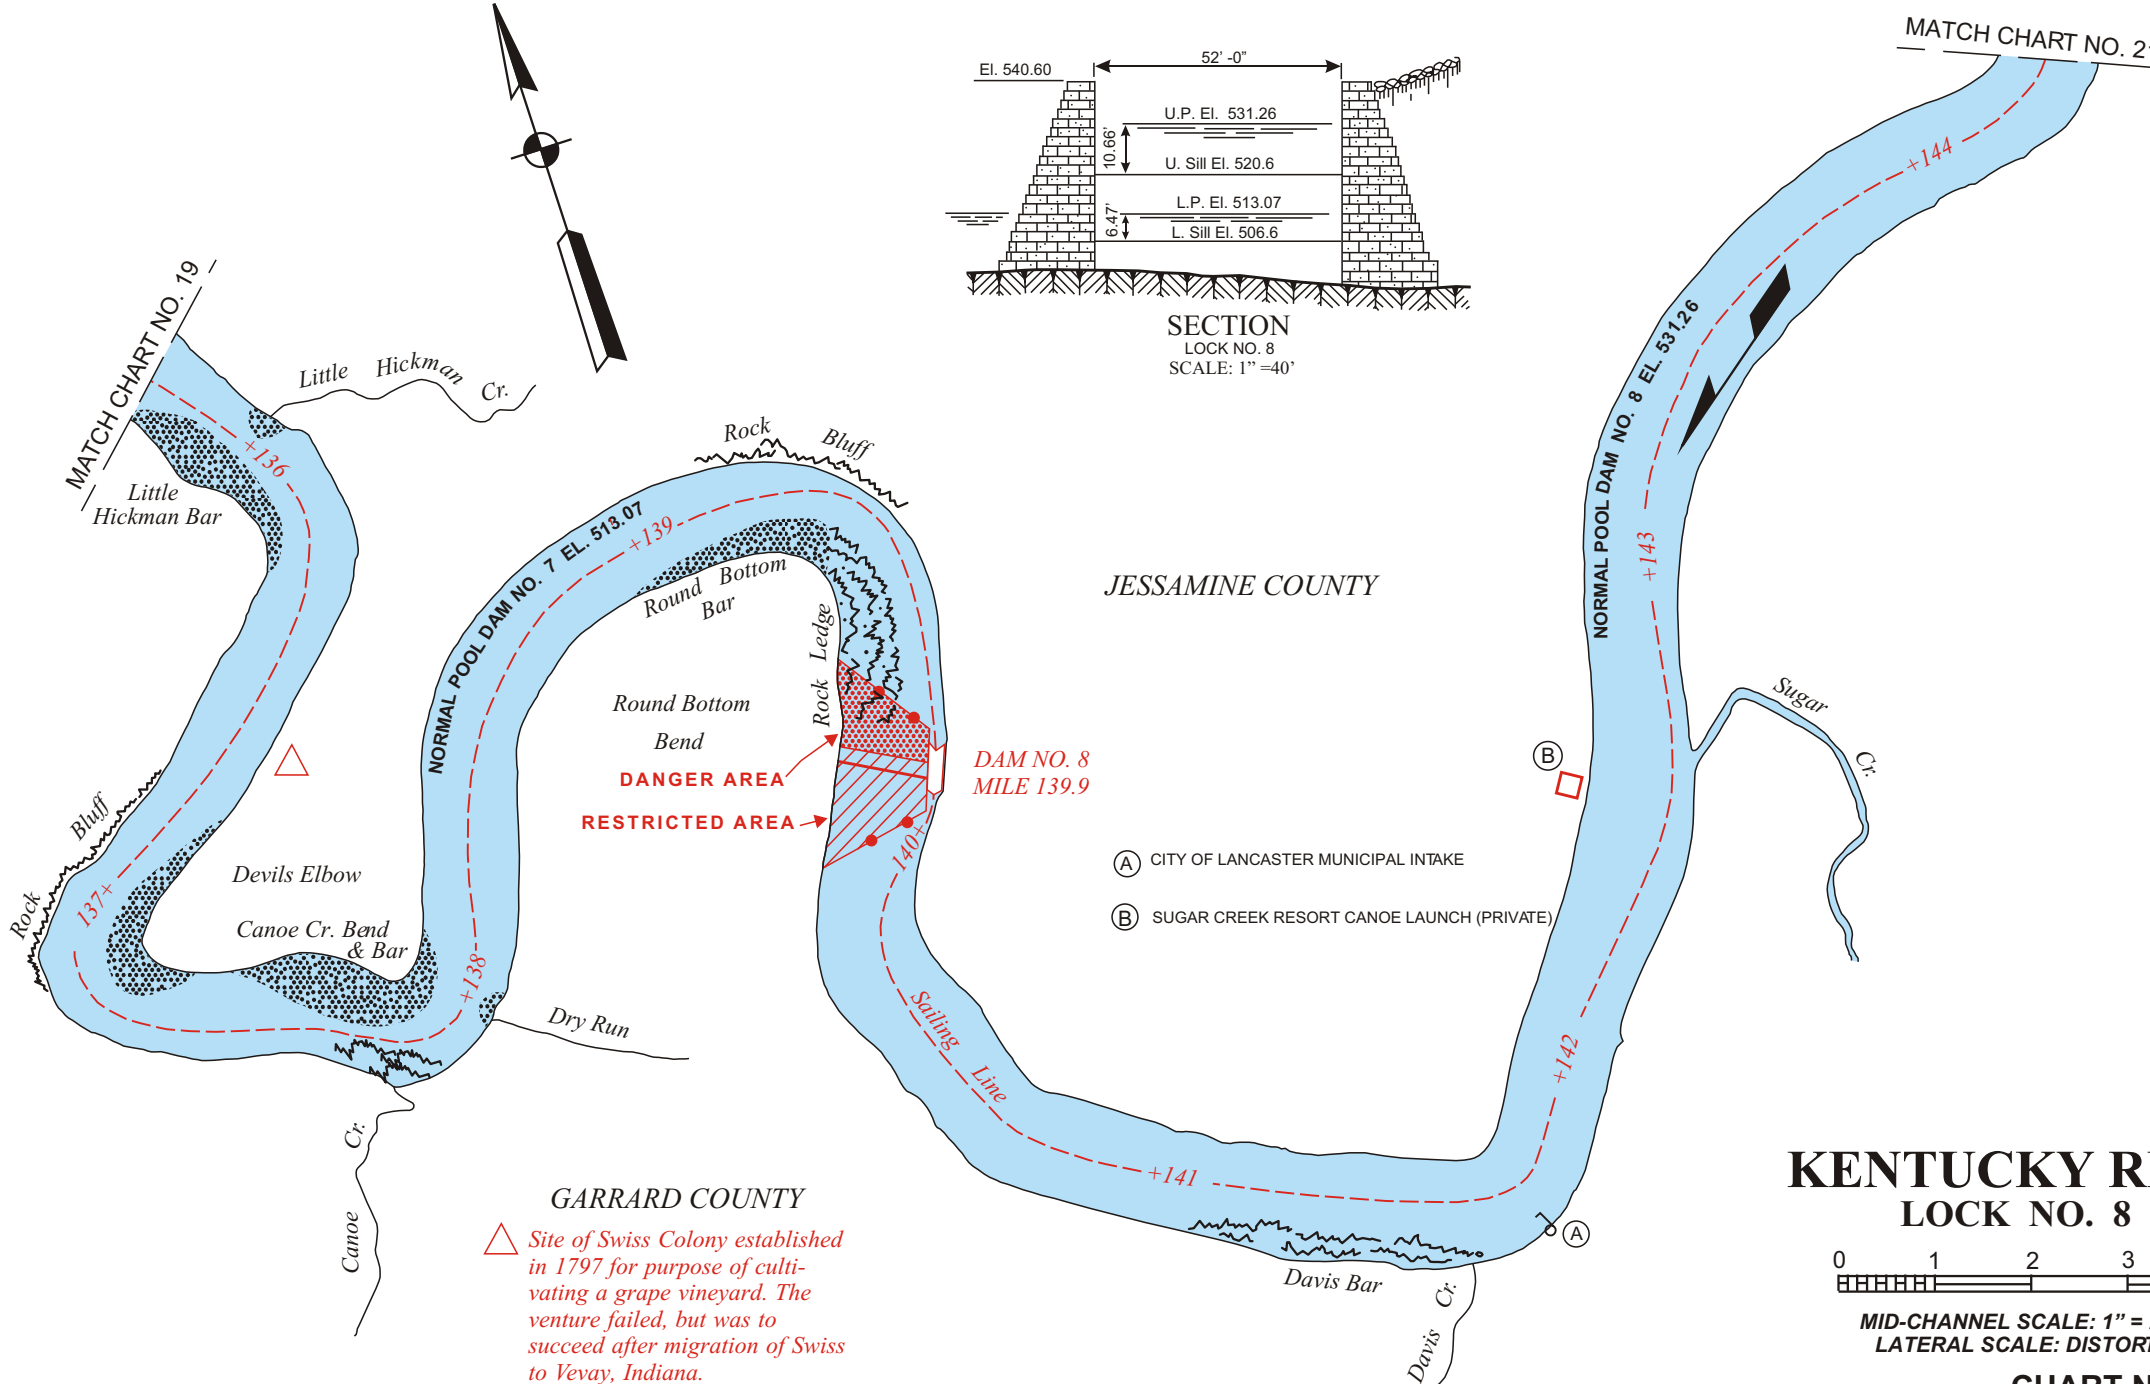 MATCH CHART NO. 21
52' -0"
El. 540.60
U.P. El. 531.26
10.66'
U. Sill El. 520.6
L.P. El. 513.07
6.47'
L. Sill El. 506.6
SECTION
LOCK NO. 8
SCALE: 1” =40’
+144
MATCH CHART NO. 19
Little Hickman Cr.
+136
Little
Hickman Bar
Rock Bluff
NORMAL POOL DAM NO. 7 EL. 513.07
+139
Round Bottom
Bar
Rock Ledge
JESSAMINE COUNTY
NORMAL POOL DAM NO. 8 EL. 531.26
+143
Round Bottom
Bend
DANGER AREA
RESTRICTED AREA
DAM NO. 8
MILE 139.9
140+
Sugar Cr.
B
A CITY OF LANCASTER MUNICIPAL INTAKE
B SUGAR CREEK RESORT CANOE LAUNCH (PRIVATE)
Rock Bluff
137+
Devils Elbow
Canoe Cr. Bend
& Bar
+138
Dry Run
Sailing Line
+142
Canoe Cr.
+141
A
Davis Bar
Davis Cr.
GARRARD COUNTY
Site of Swiss Colony established
in 1797 for purpose of culti-
vating a grape vineyard. The
venture failed, but was to
succeed after migration of Swiss
to Vevay, Indiana.
KENTUCKY R
LOCK NO. 8
0 1 2 3
MID-CHANNEL SCALE: 1” =
LATERAL SCALE: DISTOR
CHART N